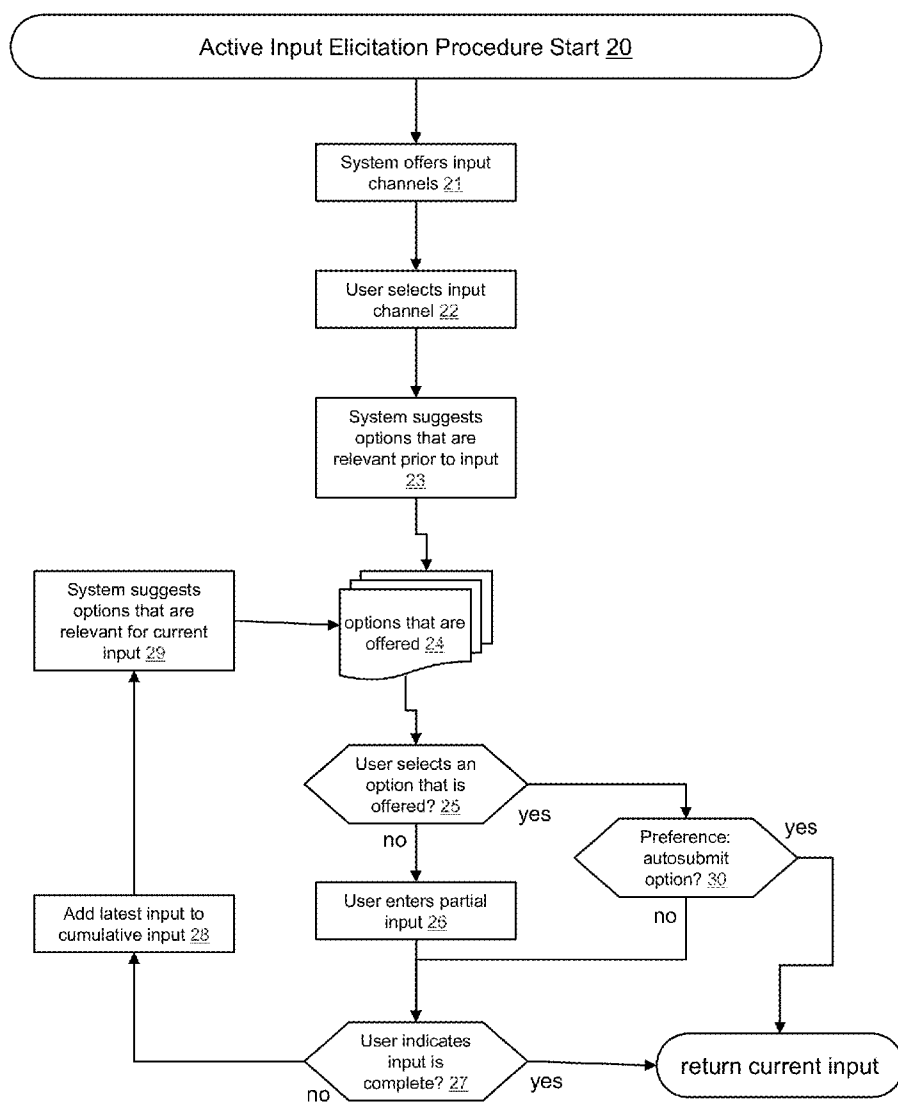 Active Input Elicitation Procedure Start 20
System offers input
channels 21
User selects input
channel 22
System suggests
options that are
relevant prior to input
23
System suggests
options that are
relevant for current
input 29
options that are
offered 24
User selects an
option that is
offered? 25
yes
no
Preference:
autosubmit
option? 30
yes
no
User enters partial
input 26
Add latest input to
cumulative input 28
User indicates
input is
complete? 27
no
yes
return current input